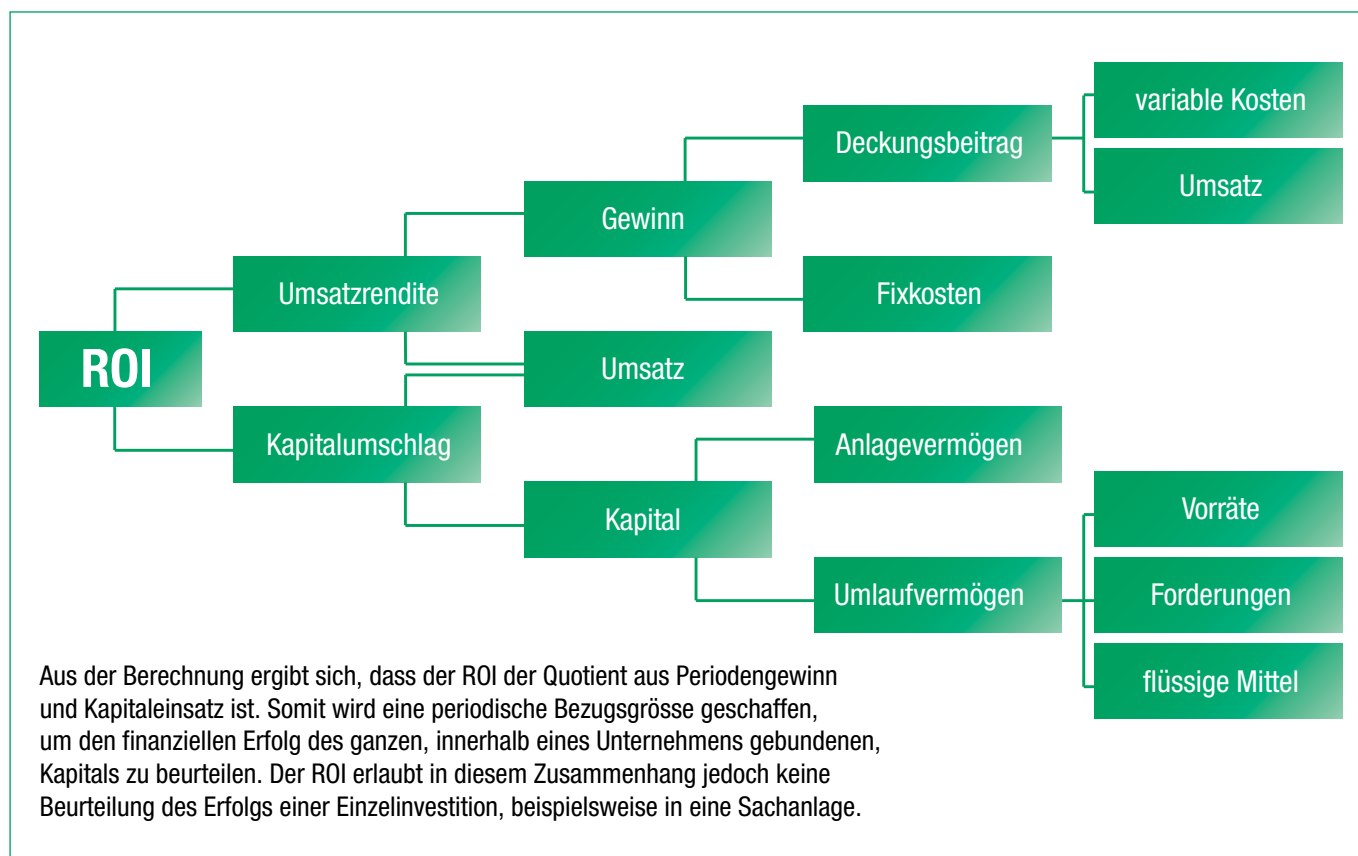 variable Kosten
Deckungsbeitrag
Umsatz
Gewinn
Umsatzrendite
Fixkosten
ROI
Umsatz
Kapitalumschlag
Anlagevermögen
Kapital
Vorräte
Umlaufvermögen
Forderungen
flüssige Mittel
Aus der Berechnung ergibt sich, dass der ROI der Quotient aus Periodengewinn
und Kapitaleinsatz ist. Somit wird eine periodische Bezugsgrösse geschaffen,
um den finanziellen Erfolg des ganzen, innerhalb eines Unternehmens gebundenen,
Kapitals zu beurteilen. Der ROI erlaubt in diesem Zusammenhang jedoch keine
Beurteilung des Erfolgs einer Einzelinvestition, beispielsweise in eine Sachanlage.